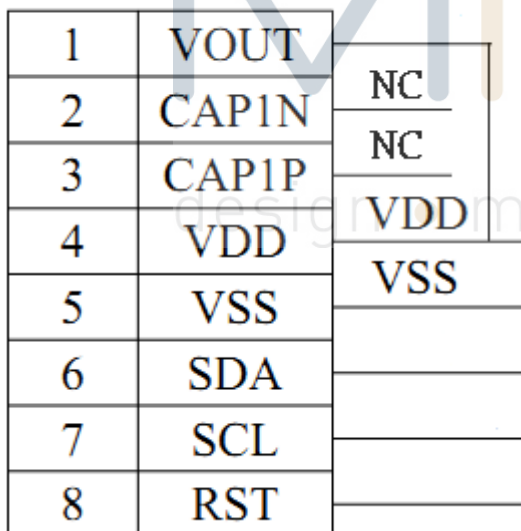 1 VOUT
NC
2 CAP1N
NC
3 CAP1P
VDD
4 VDD
VSS
5 VSS
6 SDA
7 SCL
8 RST
design